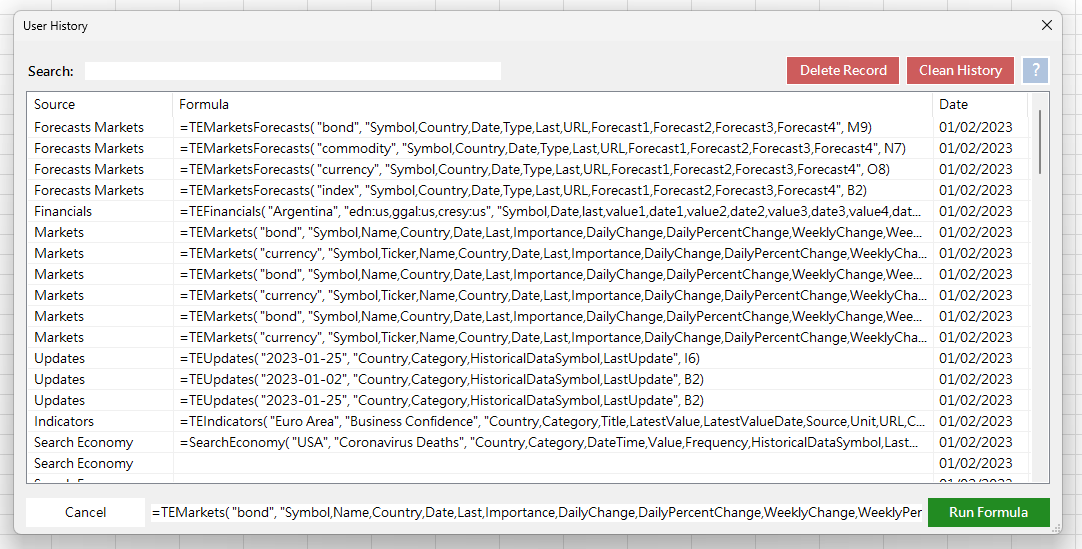 User History
Search:
Delete Record Clean History ?
Source Formula Date
Forecasts Markets =TEMarketsForecasts( "bond", "Symbol,Country,Date,Type,Last,URL,Forecast1,Forecast2,Forecast3,Forecast4", M9) 01/02/2023
Forecasts Markets =TEMarketsForecasts( "commodity", "Symbol,Country,Date,Type,Last,URL,Forecast1,Forecast2,Forecast3,Forecast4", N7) 01/02/2023
Forecasts Markets =TEMarketsForecasts( "currency", "Symbol,Country,Date,Type,Last,URL,Forecast1,Forecast2,Forecast3,Forecast4", O8) 01/02/2023
Forecasts Markets =TEMarketsForecasts( "index", "Symbol,Country,Date,Type,Last,URL,Forecast1,Forecast2,Forecast3,Forecast4", B2) 01/02/2023
Financials =TEFinancials( "Argentina", "edn:us,ggal:us,cresy:us", "Symbol,Date,last,value1,date1,value2,date2,value3,date3,value4,dat... 01/02/2023
Markets =TEMarkets( "bond", "Symbol,Name,Country,Date,Last,Importance,DailyChange,DailyPercentChange,WeeklyChange,Wee... 01/02/2023
Markets =TEMarkets( "currency", "Symbol,Ticker,Name,Country,Date,Last,Importance,DailyChange,DailyPercentChange,WeeklyCha... 01/02/2023
Markets =TEMarkets( "bond", "Symbol,Name,Country,Date,Last,Importance,DailyChange,DailyPercentChange,WeeklyChange,Wee... 01/02/2023
Markets =TEMarkets( "currency", "Symbol,Ticker,Name,Country,Date,Last,Importance,DailyChange,DailyPercentChange,WeeklyCha... 01/02/2023
Markets =TEMarkets( "bond", "Symbol,Name,Country,Date,Last,Importance,DailyChange,DailyPercentChange,WeeklyChange,Wee... 01/02/2023
Markets =TEMarkets( "currency", "Symbol,Ticker,Name,Country,Date,Last,Importance,DailyChange,DailyPercentChange,WeeklyCha... 01/02/2023
Updates =TEUpdates( "2023-01-25", "Country,Category,HistoricalDataSymbol,LastUpdate", I6) 01/02/2023
Updates =TEUpdates( "2023-01-02", "Country,Category,HistoricalDataSymbol,LastUpdate", B2) 01/02/2023
Updates =TEUpdates( "2023-01-25", "Country,Category,HistoricalDataSymbol,LastUpdate", B2) 01/02/2023
Indicators =TEIndicators( "Euro Area", "Business Confidence", "Country,Category,Title,LatestValue,LatestValueDate,Source,Unit,URL,C... 01/02/2023
Search Economy =SearchEconomy( "USA", "Coronavirus Deaths", "Country,Category,DateTime,Value,Frequency,HistoricalDataSymbol,Last... 01/02/2023
Search Economy 01/02/2023
Cancel =TEMarkets( "bond", "Symbol,Name,Country,Date,Last,Importance,DailyChange,DailyPercentChange,WeeklyChange,WeeklyPer Run Formula